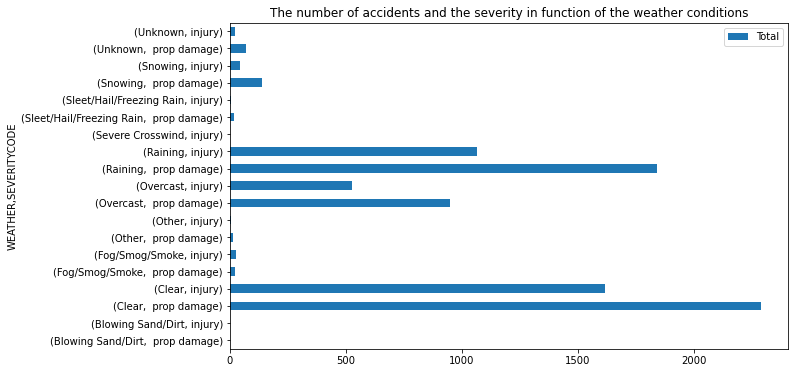 The number of accidents and the severity in function of the weather conditions
Total
WEATHER,SEVERITYCODE
(Unknown, injury)
(Unknown,  prop damage)
(Snowing, injury)
(Snowing,  prop damage)
(Sleet/Hail/Freezing Rain, injury)
(Sleet/Hail/Freezing Rain,  prop damage)
(Severe Crosswind, injury)
(Raining, injury)
(Raining,  prop damage)
(Overcast, injury)
(Overcast,  prop damage)
(Other, injury)
(Other,  prop damage)
(Fog/Smog/Smoke, injury)
(Fog/Smog/Smoke,  prop damage)
(Clear, injury)
(Clear,  prop damage)
(Blowing Sand/Dirt, injury)
(Blowing Sand/Dirt,  prop damage)
0 500 1000 1500 2000